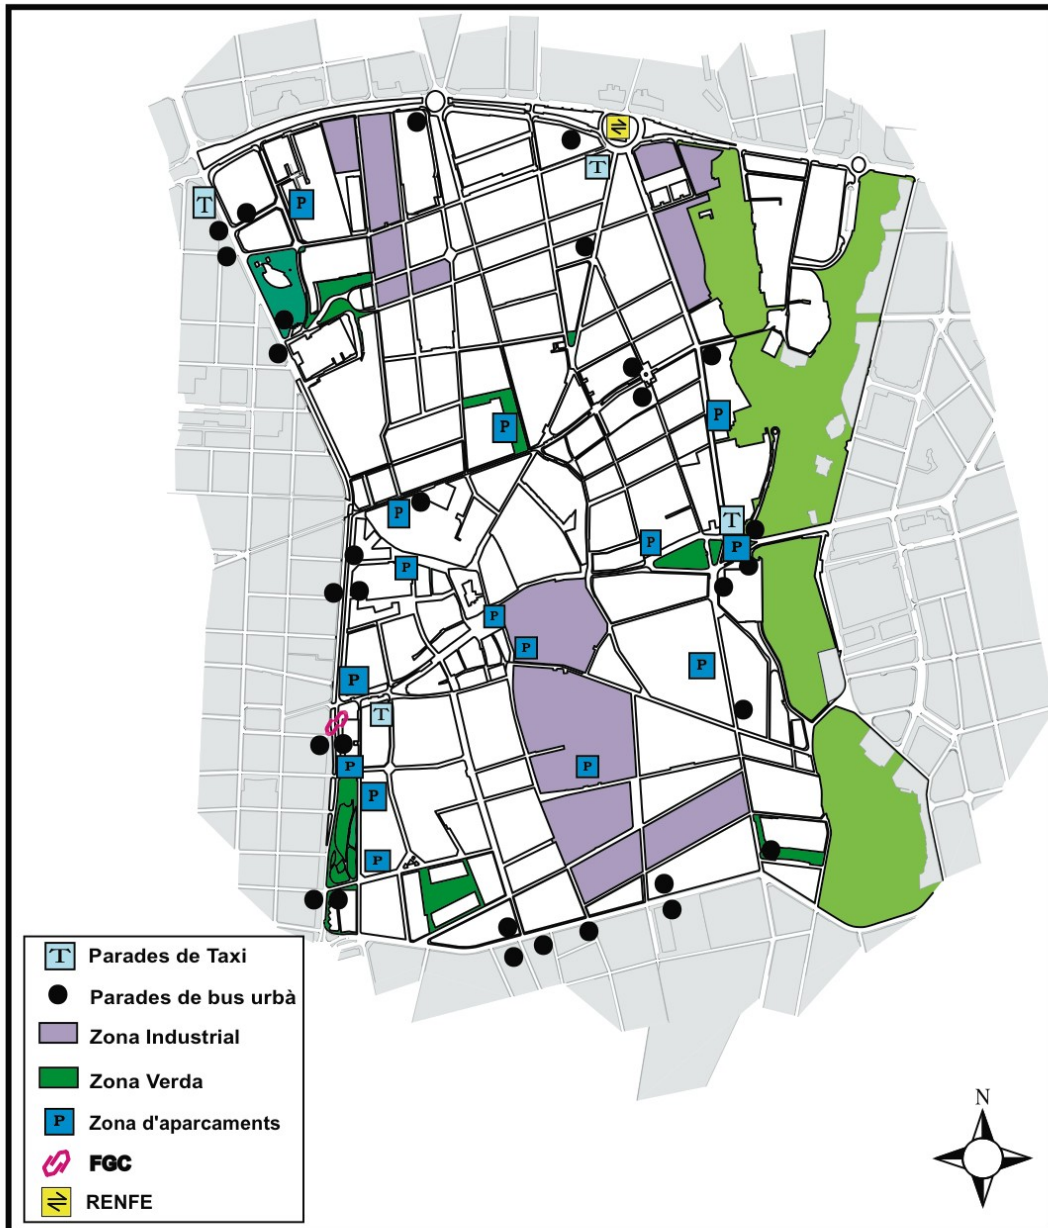 T
P
T
P
P
P
T
P
P
P
P
P
P
P
T
P
P
P
P
T Parades de Taxi
Parades de bus urbà
Zona Industrial
Zona Verda
P Zona d'aparcaments
FGC
RENFE
N